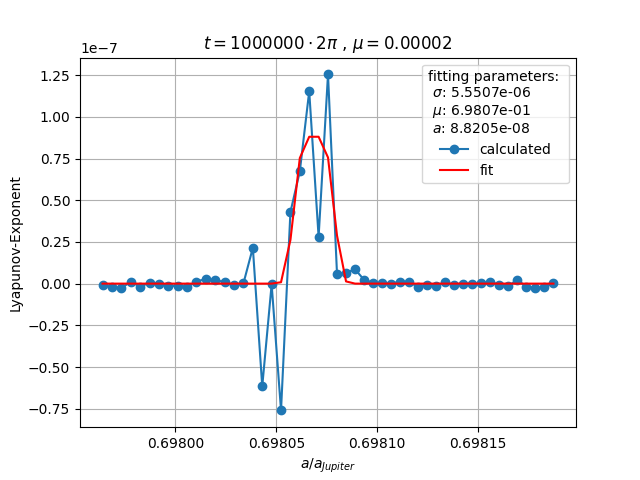 t = 1000000 · 2π , μ = 0.00002
1e−7
fitting parameters:
σ: 5.5507e-06
μ: 6.9807e-01
a: 8.8205e-08
calculated
fit
1.25
1.00
0.75
0.50
0.25
0.00
−0.25
−0.50
−0.75
Lyapunov-Exponent
0.69800 0.69805 0.69810 0.69815
a/a_Jupiter